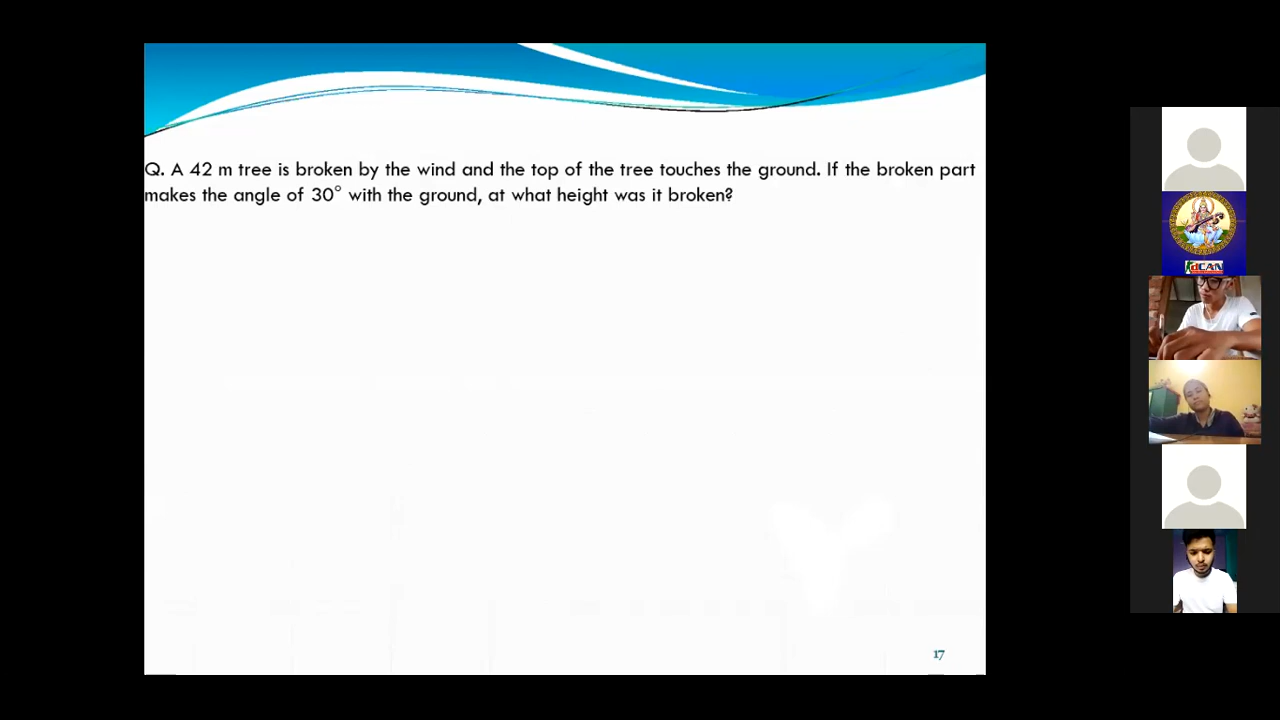 Q. A 42 m tree is broken by the wind and the top of the tree touches the ground. If the broken part
makes the angle of 30° with the ground, at what height was it broken?
17